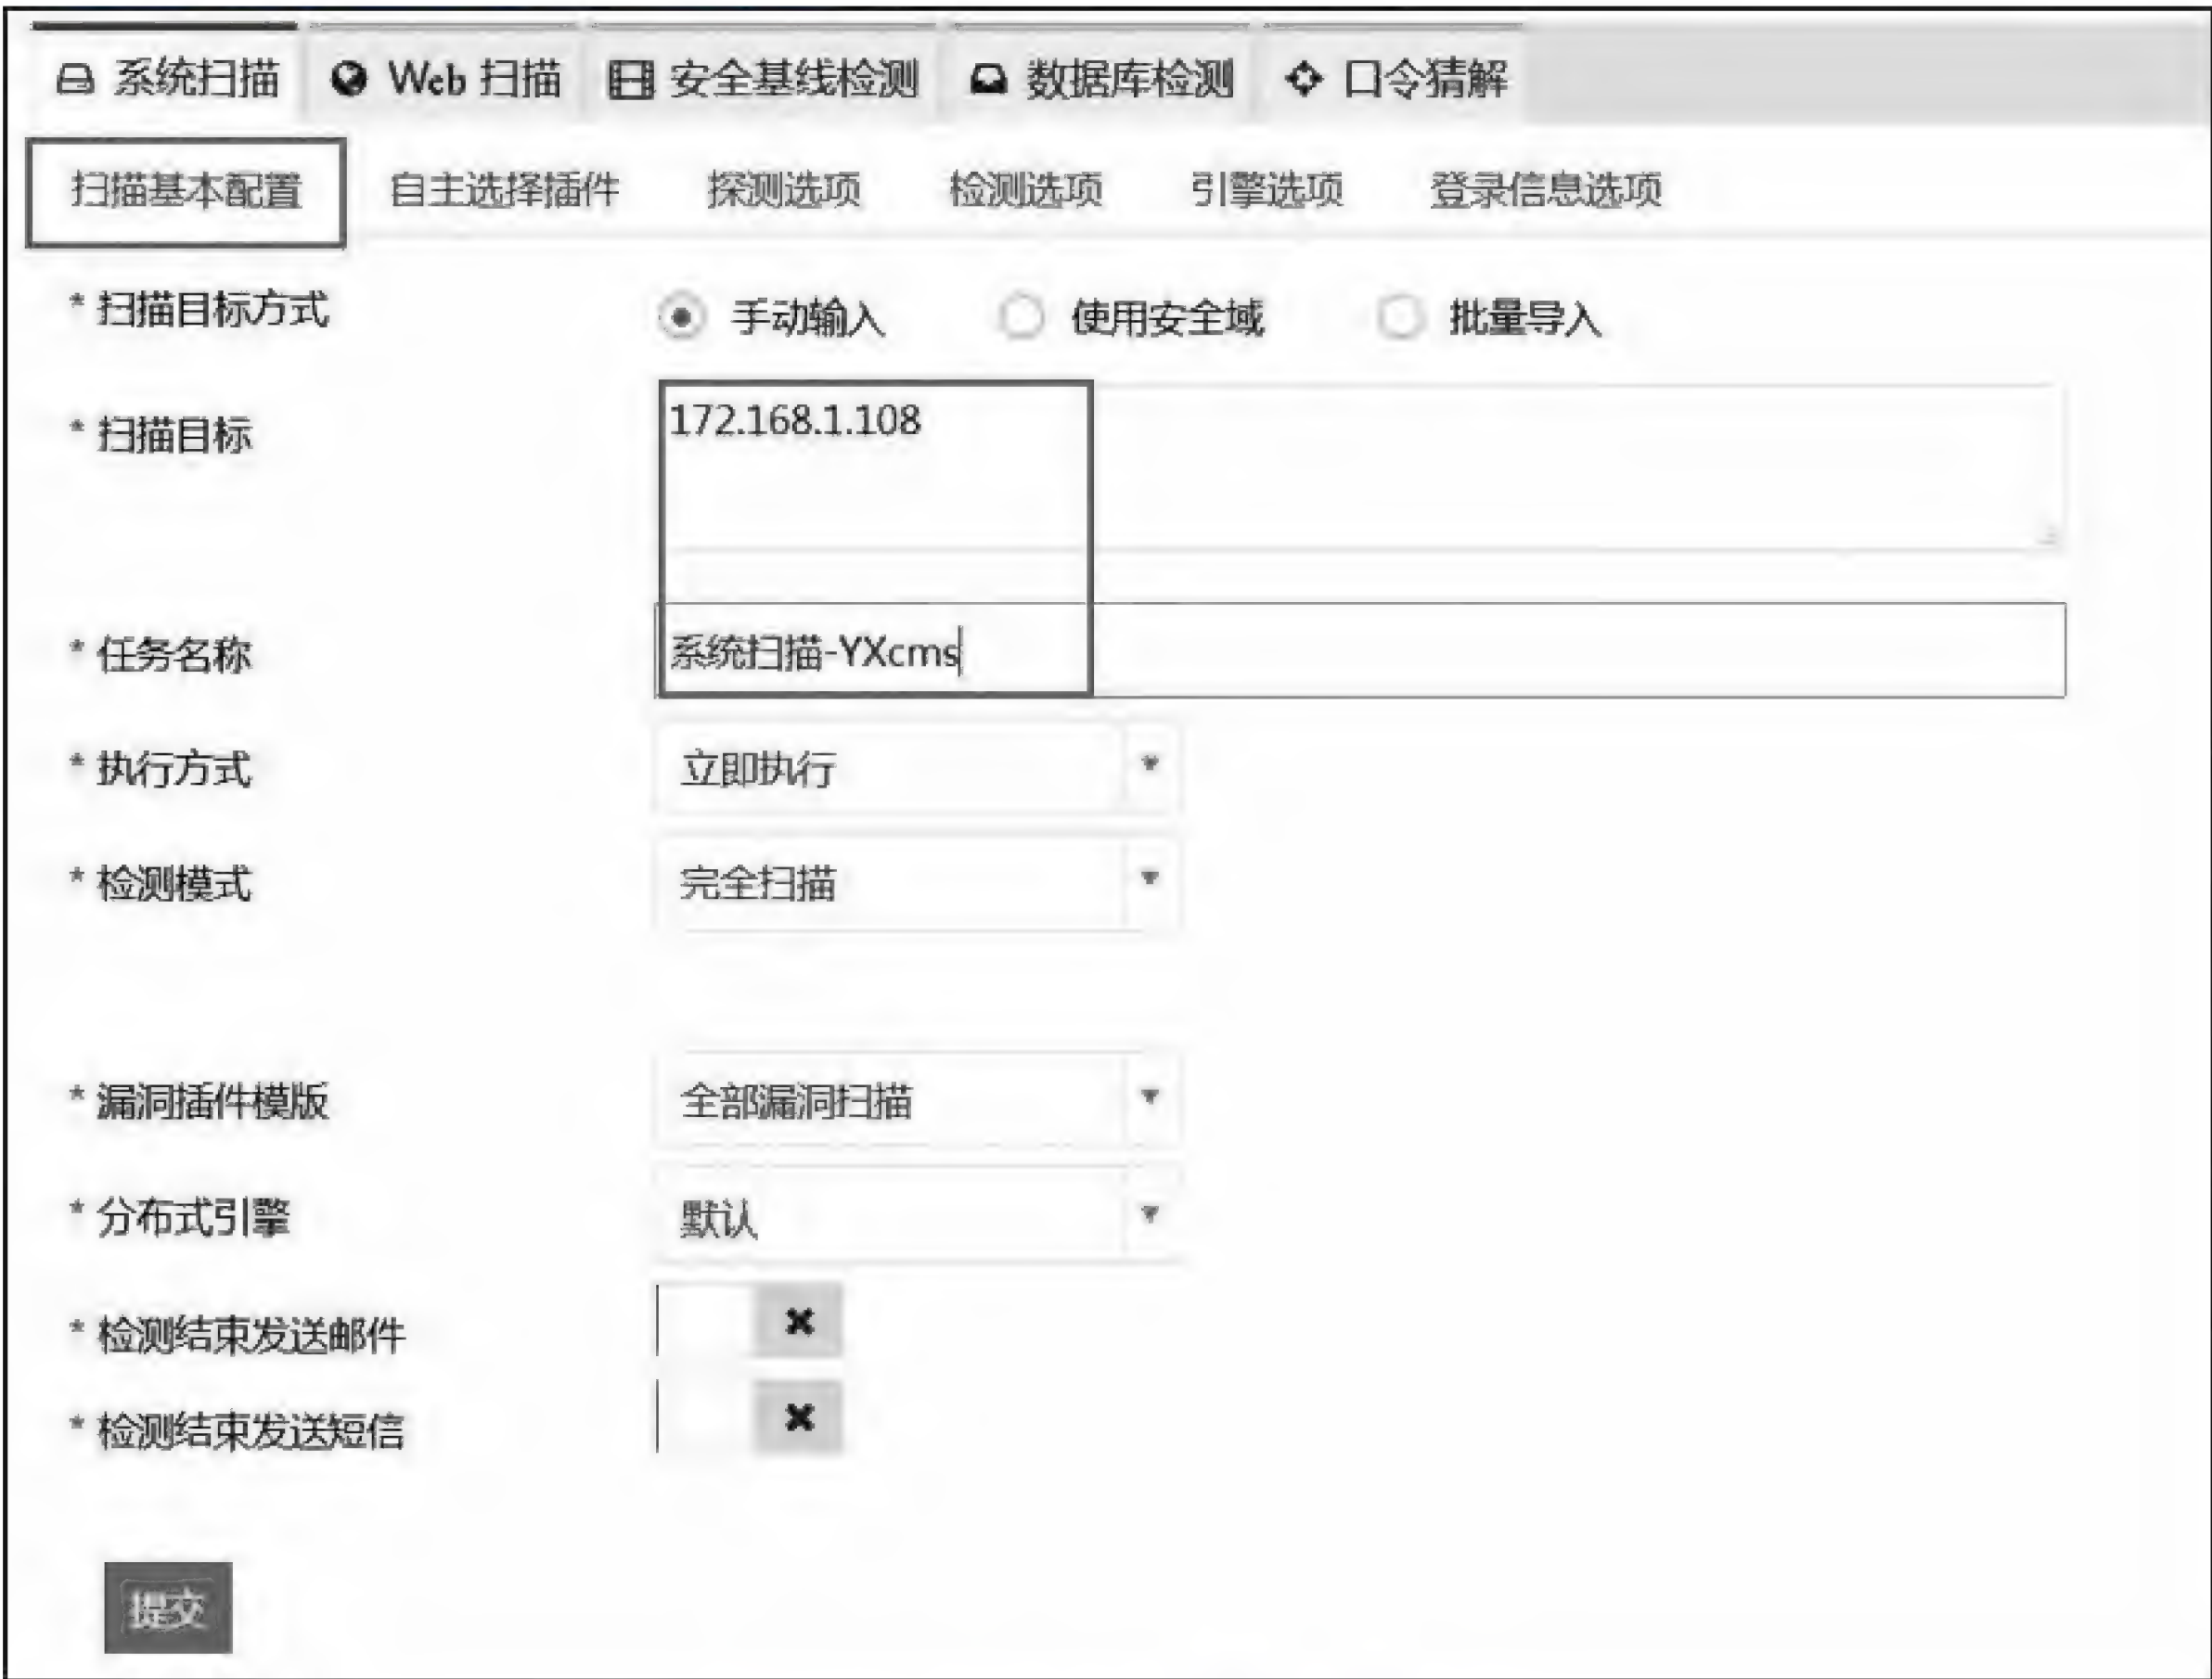 系统扫描 Web 扫描 安全基线检测 数据库检测 口令猜解
扫描基本配置 自主选择插件 探测选项 检测选项 引擎选项 登录信息选项
* 扫描目标方式 手动输入 使用安全域 批量导入
* 扫描目标 172.168.1.108
* 任务名称 系统扫描-YXcms
* 执行方式 立即执行
* 检测模式 完全扫描
* 漏洞插件模版 全部漏洞扫描
* 分布式引擎 默认
* 检测结束发送邮件
* 检测结束发送短信
提交